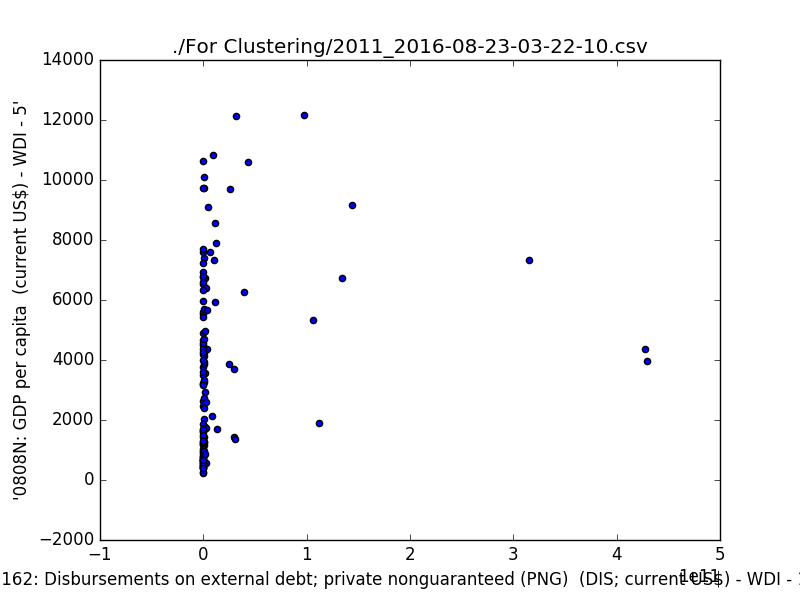 ./For Clustering/2011_2016-08-23-03-22-10.csv
14000
12000
10000
8000
6000
4000
2000
0
−2000
'0808N: GDP per capita  (current US$) - WDI - 5'
−1 0 1 2 3 4 5
1e11
162: Disbursements on external debt; private nonguaranteed (PNG)  (DIS; current US$) - WDI -